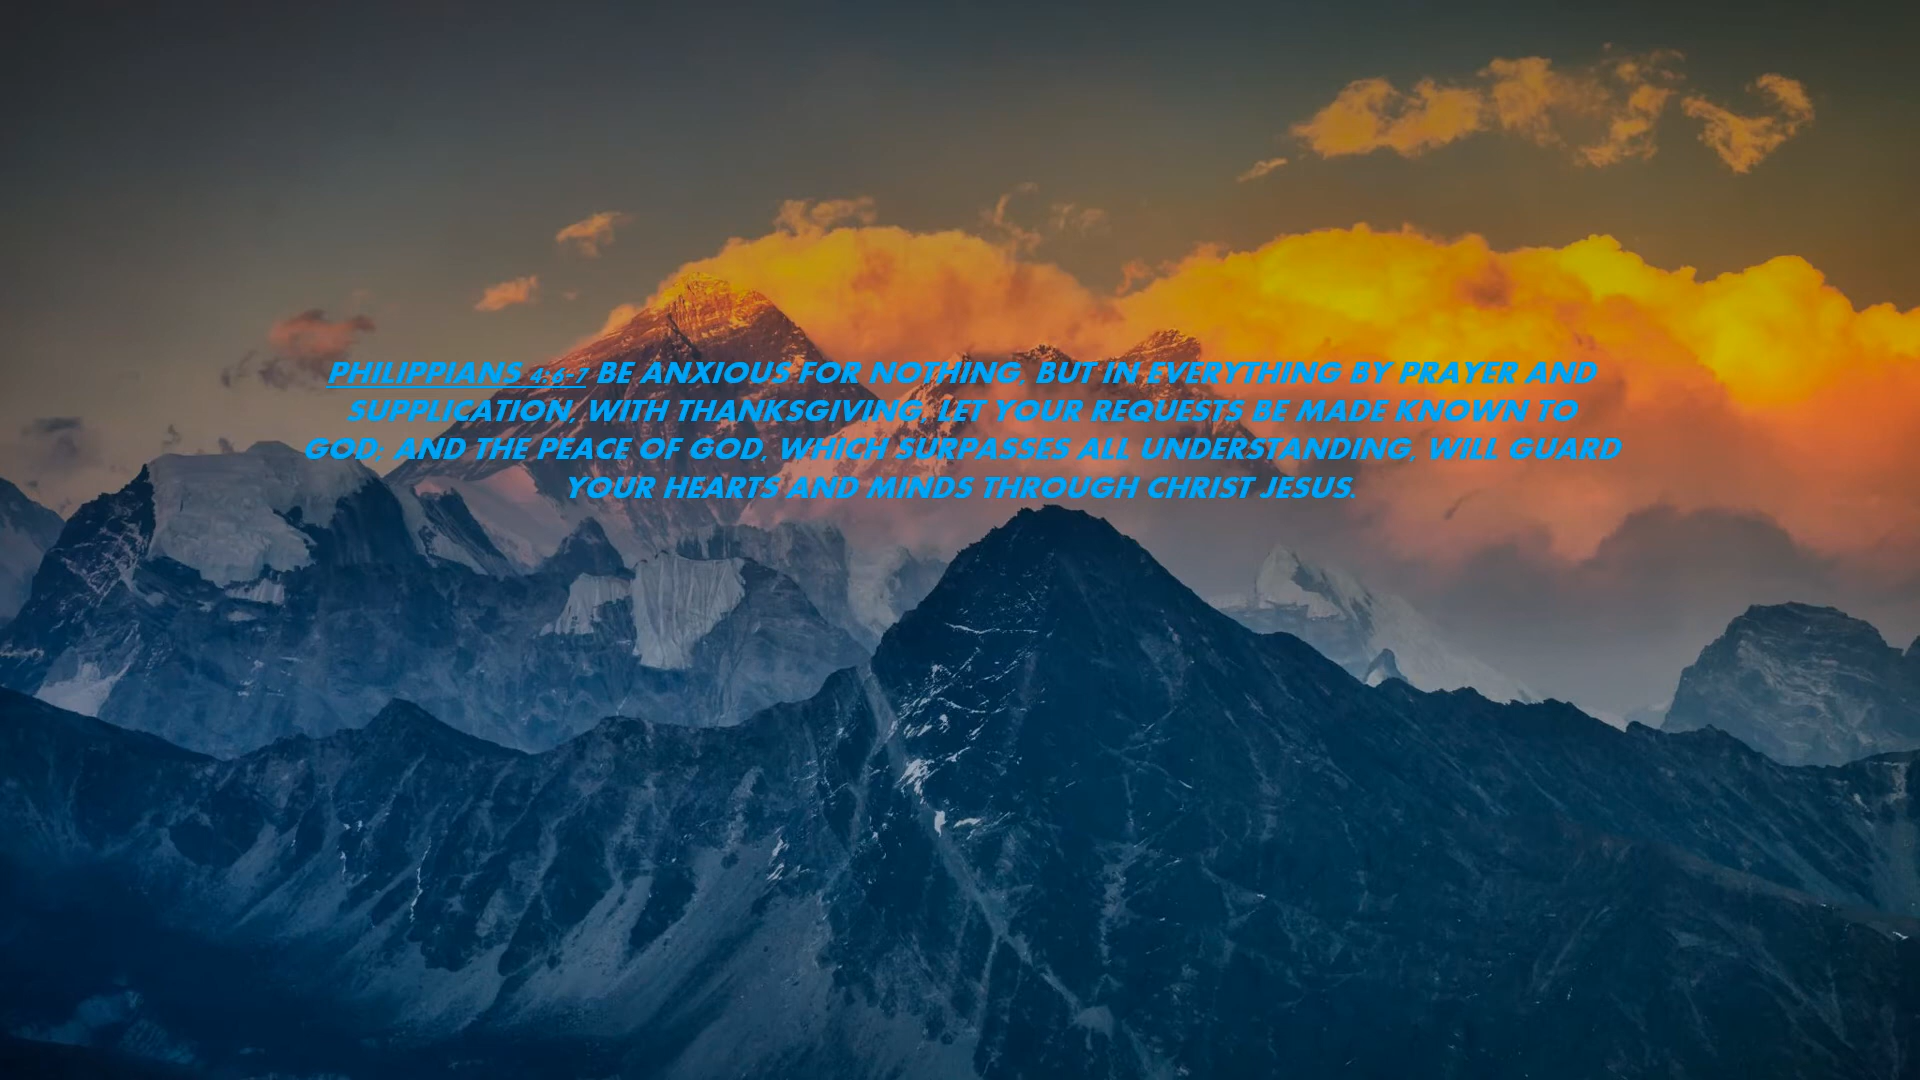 PHILIPPIANS 4:6-7 BE ANXIOUS FOR NOTHING, BUT IN EVERYTHING BY PRAYER AND
SUPPLICATION, WITH THANKSGIVING, LET YOUR REQUESTS BE MADE KNOWN TO
GOD; AND THE PEACE OF GOD, WHICH SURPASSES ALL UNDERSTANDING, WILL GUARD
YOUR HEARTS AND MINDS THROUGH CHRIST JESUS.